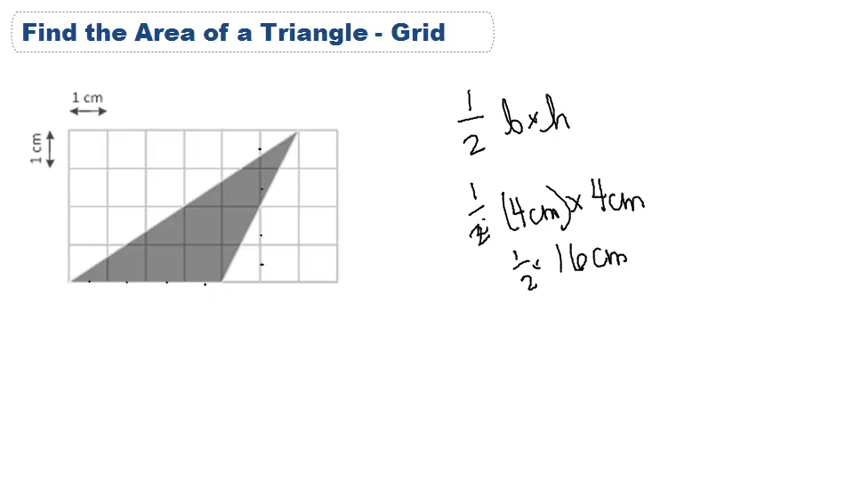 Find the Area of a Triangle - Grid
1 cm
1 cm
1/2 b×h
1/2 (4cm)×4cm
1/2 × 16cm